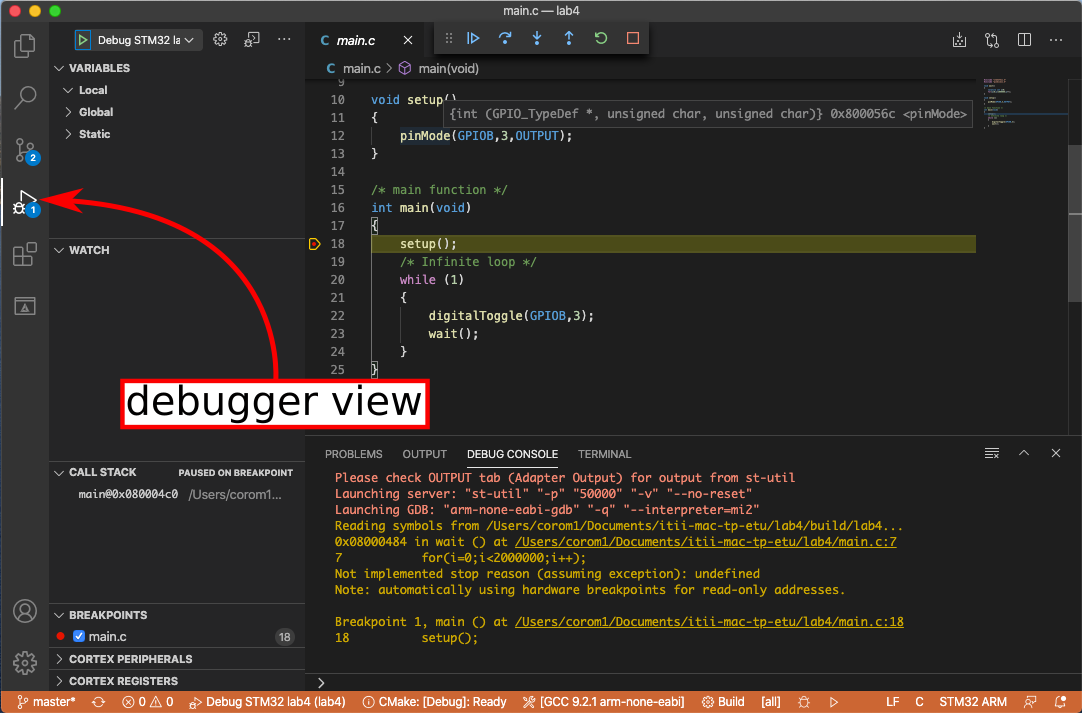 main.c — lab4
Debug STM32 la
VARIABLES
Local
Global
Static
WATCH
CALL STACK PAUSED ON BREAKPOINT
main@0x080004c0 /Users/corom1/...
BREAKPOINTS
main.c 18
CORTEX PERIPHERALS
CORTEX REGISTERS
2
1
debugger view
C main.c
C main.c > main(void)
9
10 void setup()
{int (GPIO_TypeDef *, unsigned char, unsigned char)} 0x800056c <pinMode>
11 {
12 pinMode(GPIOB,3,OUTPUT);
13 }
14
15 /* main function */
16 int main(void)
17 {
18 setup();
19 /* Infinite loop */
20 while (1)
21 {
22 digitalToggle(GPIOB,3);
23 wait();
24 }
25 }
PROBLEMS OUTPUT DEBUG CONSOLE TERMINAL
Please check OUTPUT tab (Adapter Output) for output from st-util
Launching server: "st-util" "-p" "50000" "-v" "--no-reset"
Launching GDB: "arm-none-eabi-gdb" "-q" "--interpreter=mi2"
Reading symbols from /Users/corom1/Documents/itii-mac-tp-etu/lab4/build/lab4...
0x08000484 in wait () at /Users/corom1/Documents/itii-mac-tp-etu/lab4/main.c:7
7 for(i=0;i<2000000;i++);
Not implemented stop reason (assuming exception): undefined
Note: automatically using hardware breakpoints for read-only addresses.
Breakpoint 1, main () at /Users/corom1/Documents/itii-mac-tp-etu/lab4/main.c:18
18 setup();
>
master* 0 0 Debug STM32 lab4 (lab4) CMake: [Debug]: Ready [GCC 9.2.1 arm-none-eabi] Build [all] LF C STM32 ARM